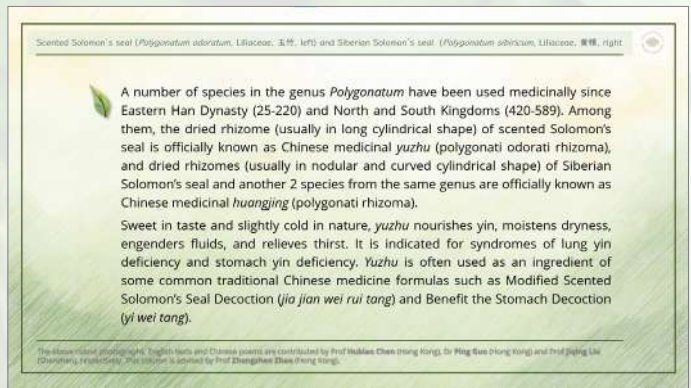 Scented Solomon's seal (Polygonatum odoratum, Liliaceae, 玉竹, left) and Siberian Solomon's seal (Polygonatum sibiricum, Liliaceae, 黄精, right
A number of species in the genus Polygonatum have been used medicinally since
Eastern Han Dynasty (25-220) and North and South Kingdoms (420-589). Among
them, the dried rhizome (usually in long cylindrical shape) of scented Solomon's
seal is officially known as Chinese medicinal yuzhu (polygonati odorati rhizoma),
and dried rhizomes (usually in nodular and curved cylindrical shape) of Siberian
Solomon's seal and another 2 species from the same genus are officially known as
Chinese medicinal huangjing (polygonati rhizoma).
Sweet in taste and slightly cold in nature, yuzhu nourishes yin, moistens dryness,
engenders fluids, and relieves thirst. It is indicated for syndromes of lung yin
deficiency and stomach yin deficiency. Yuzhu is often used as an ingredient of
some common traditional Chinese medicine formulas such as Modified Scented
Solomon's Seal Decoction (jia jian wei rui tang) and Benefit the Stomach Decoction
(yi wei tang).
The above three photographs, English texts and Chinese poems are contributed by Prof Hubiao Chen (Hong Kong), Dr Ping Guo (Hong Kong) and Prof Jiqing Liu
(Shenzhen), respectively. This column is advised by Prof Zhongzhen Zhao (Hong Kong).